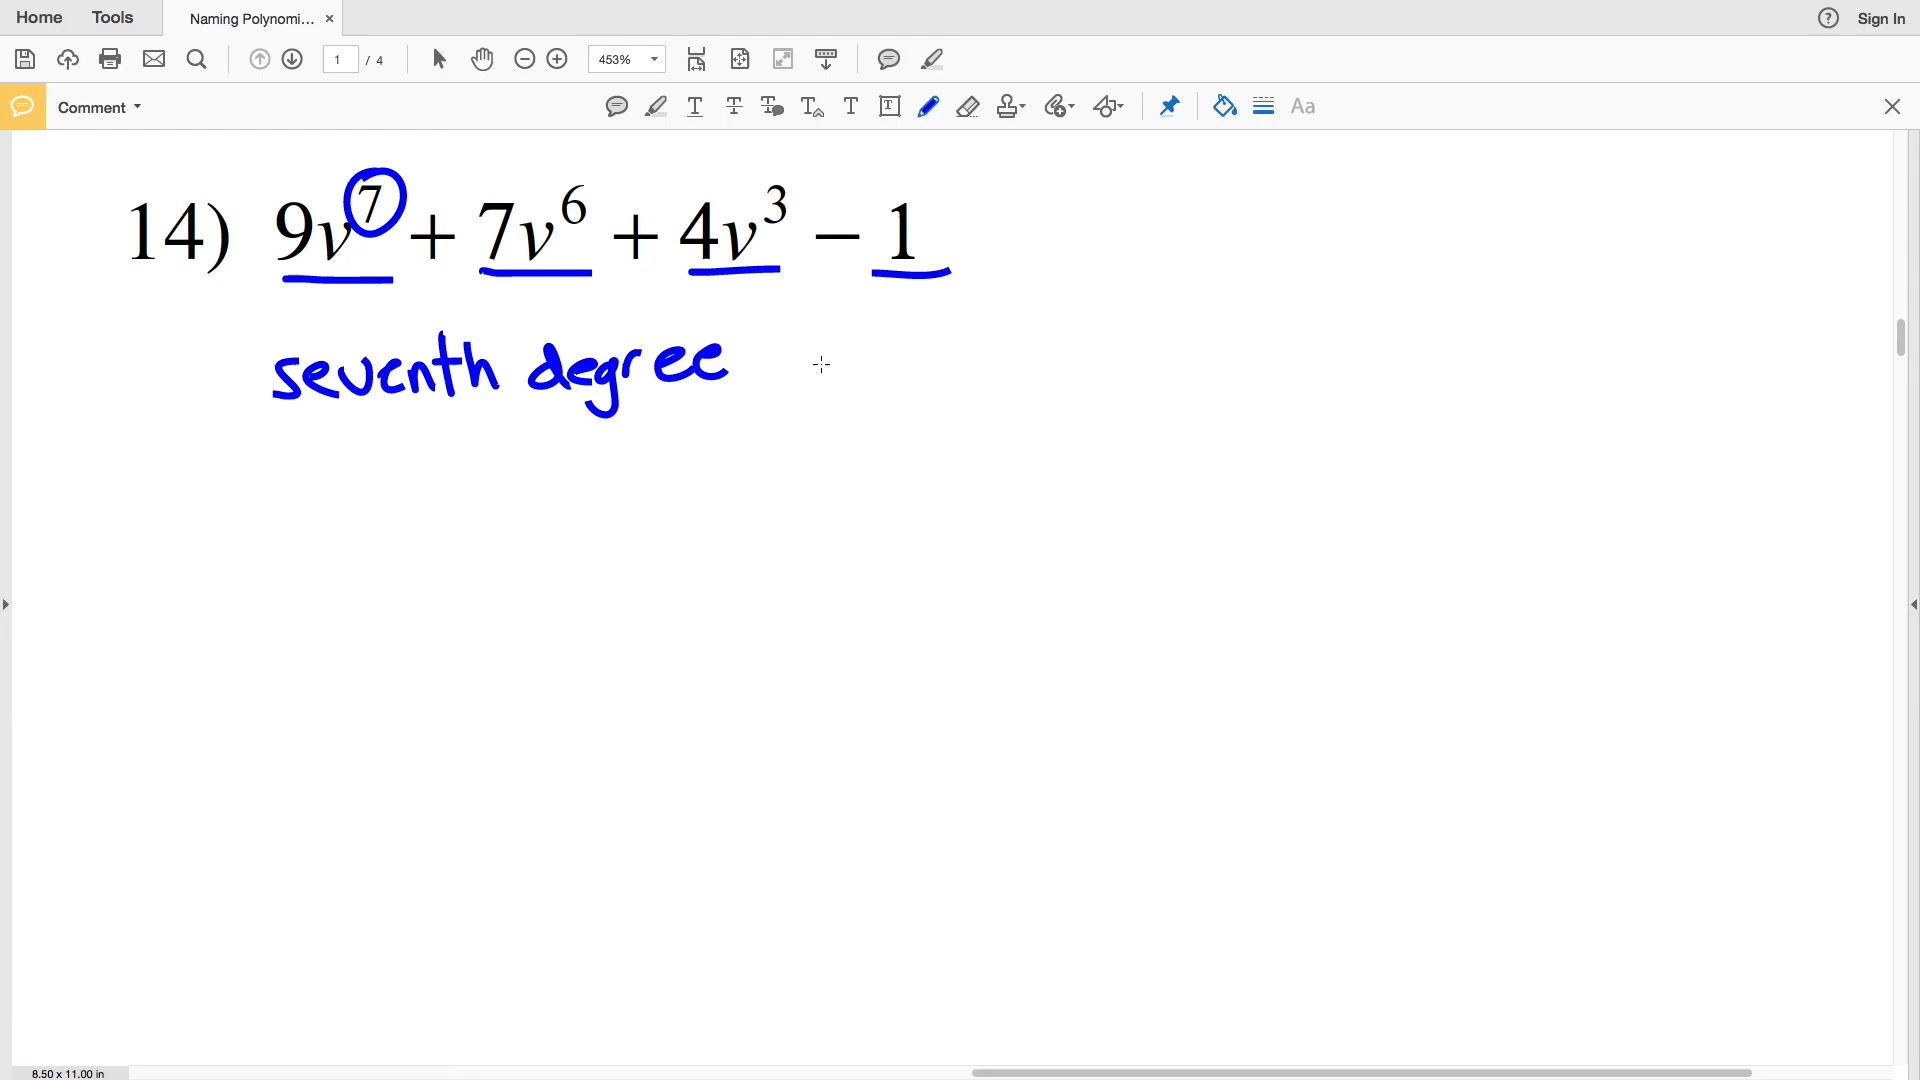 Home Tools Naming Polynomi... × ? Sign In
1 / 4 453%
Comment T T T T T T Aa
14) 9v⁷ + 7v⁶ + 4v³ − 1
seventh degree
8.50 x 11.00 in